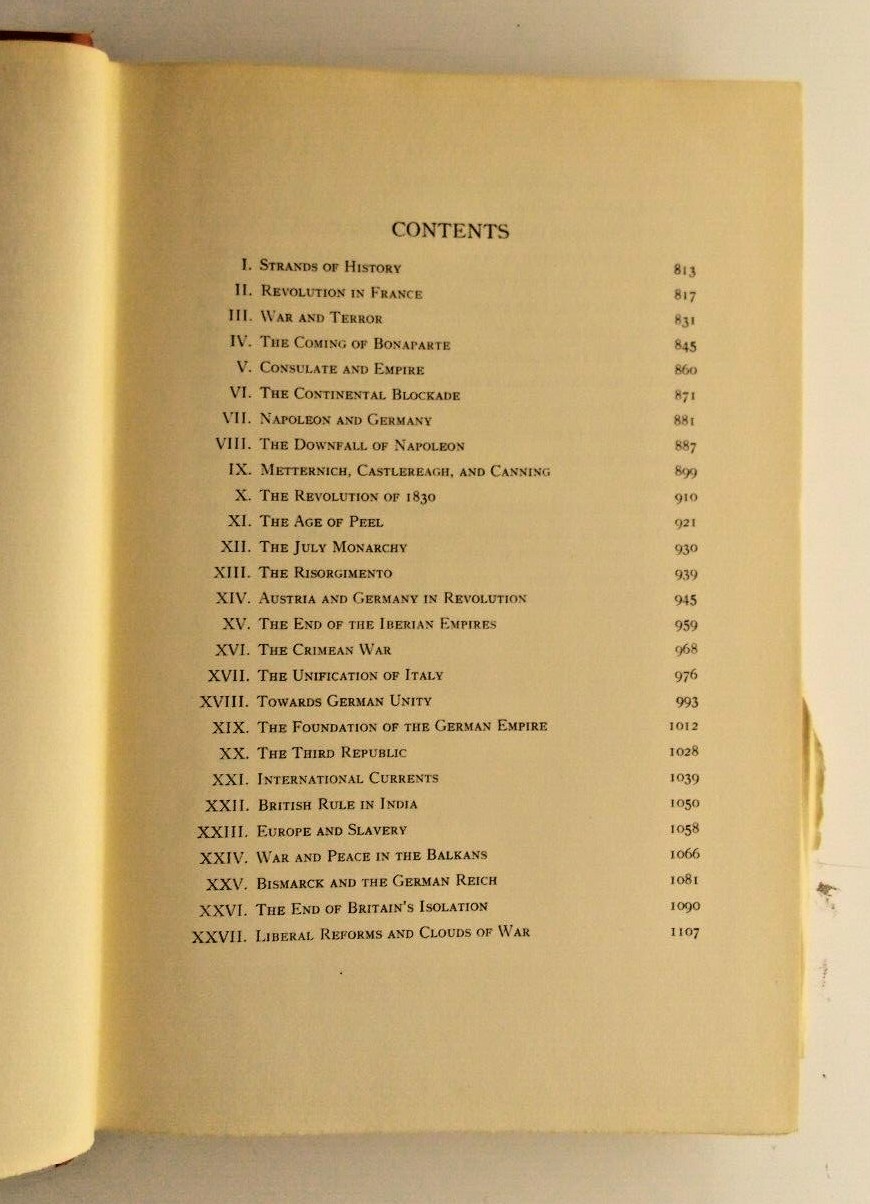 CONTENTS
I. STRANDS OF HISTORY 813
II. REVOLUTION IN FRANCE 817
III. WAR AND TERROR 831
IV. THE COMING OF BONAPARTE 845
V. CONSULATE AND EMPIRE 860
VI. THE CONTINENTAL BLOCKADE 871
VII. NAPOLEON AND GERMANY 881
VIII. THE DOWNFALL OF NAPOLEON 887
IX. METTERNICH, CASTLEREAGH, AND CANNING 899
X. THE REVOLUTION OF 1830 910
XI. THE AGE OF PEEL 921
XII. THE JULY MONARCHY 930
XIII. THE RISORGIMENTO 939
XIV. AUSTRIA AND GERMANY IN REVOLUTION 945
XV. THE END OF THE IBERIAN EMPIRES 959
XVI. THE CRIMEAN WAR 968
XVII. THE UNIFICATION OF ITALY 976
XVIII. TOWARDS GERMAN UNITY 993
XIX. THE FOUNDATION OF THE GERMAN EMPIRE 1012
XX. THE THIRD REPUBLIC 1028
XXI. INTERNATIONAL CURRENTS 1039
XXII. BRITISH RULE IN INDIA 1050
XXIII. EUROPE AND SLAVERY 1058
XXIV. WAR AND PEACE IN THE BALKANS 1066
XXV. BISMARCK AND THE GERMAN REICH 1081
XXVI. THE END OF BRITAIN'S ISOLATION 1090
XXVII. LIBERAL REFORMS AND CLOUDS OF WAR 1107